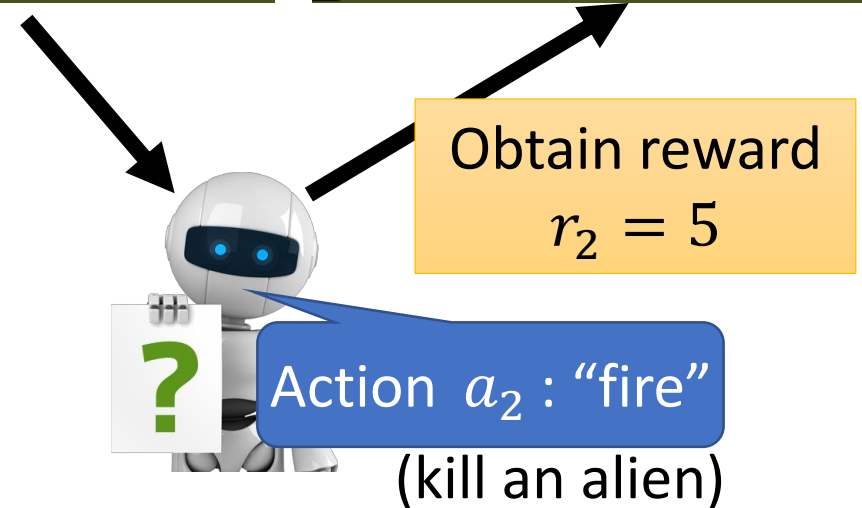 Obtain reward
r₂ = 5
?
Action a₂ : “fire”
(kill an alien)